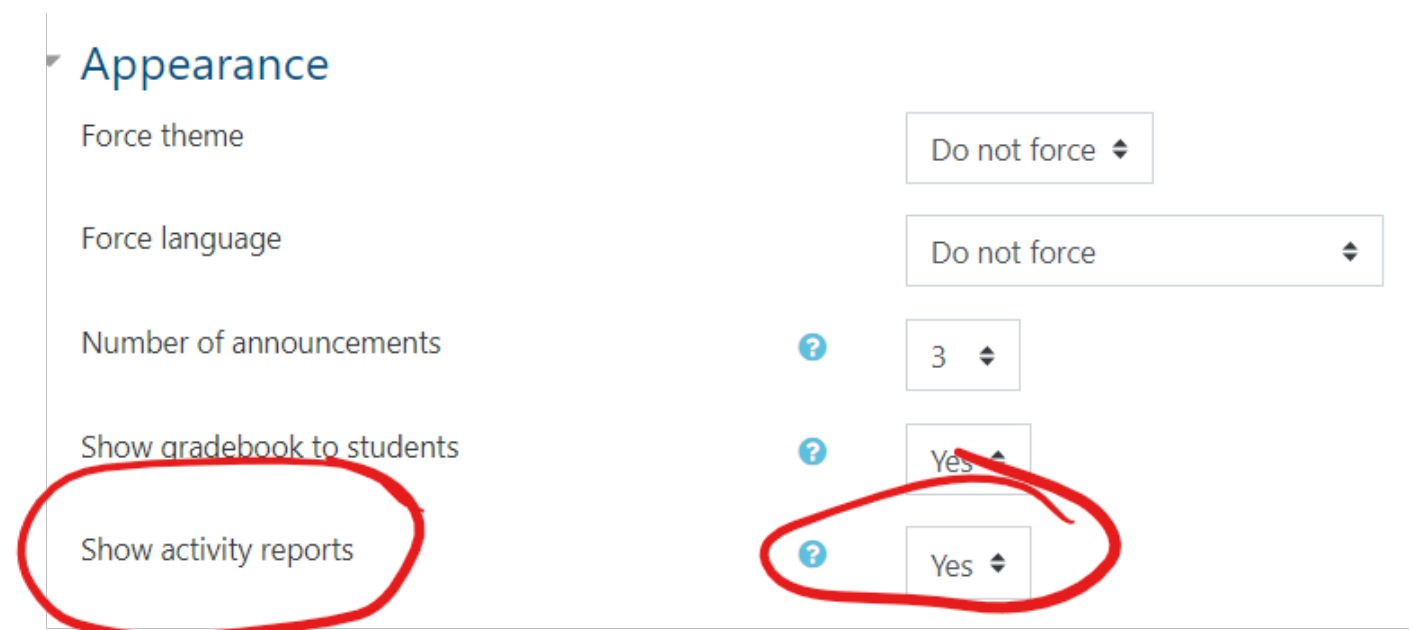 Appearance
Force theme
Do not force
Force language
Do not force
Number of announcements ? 3
Show gradebook to students ? Yes
Show activity reports ? Yes